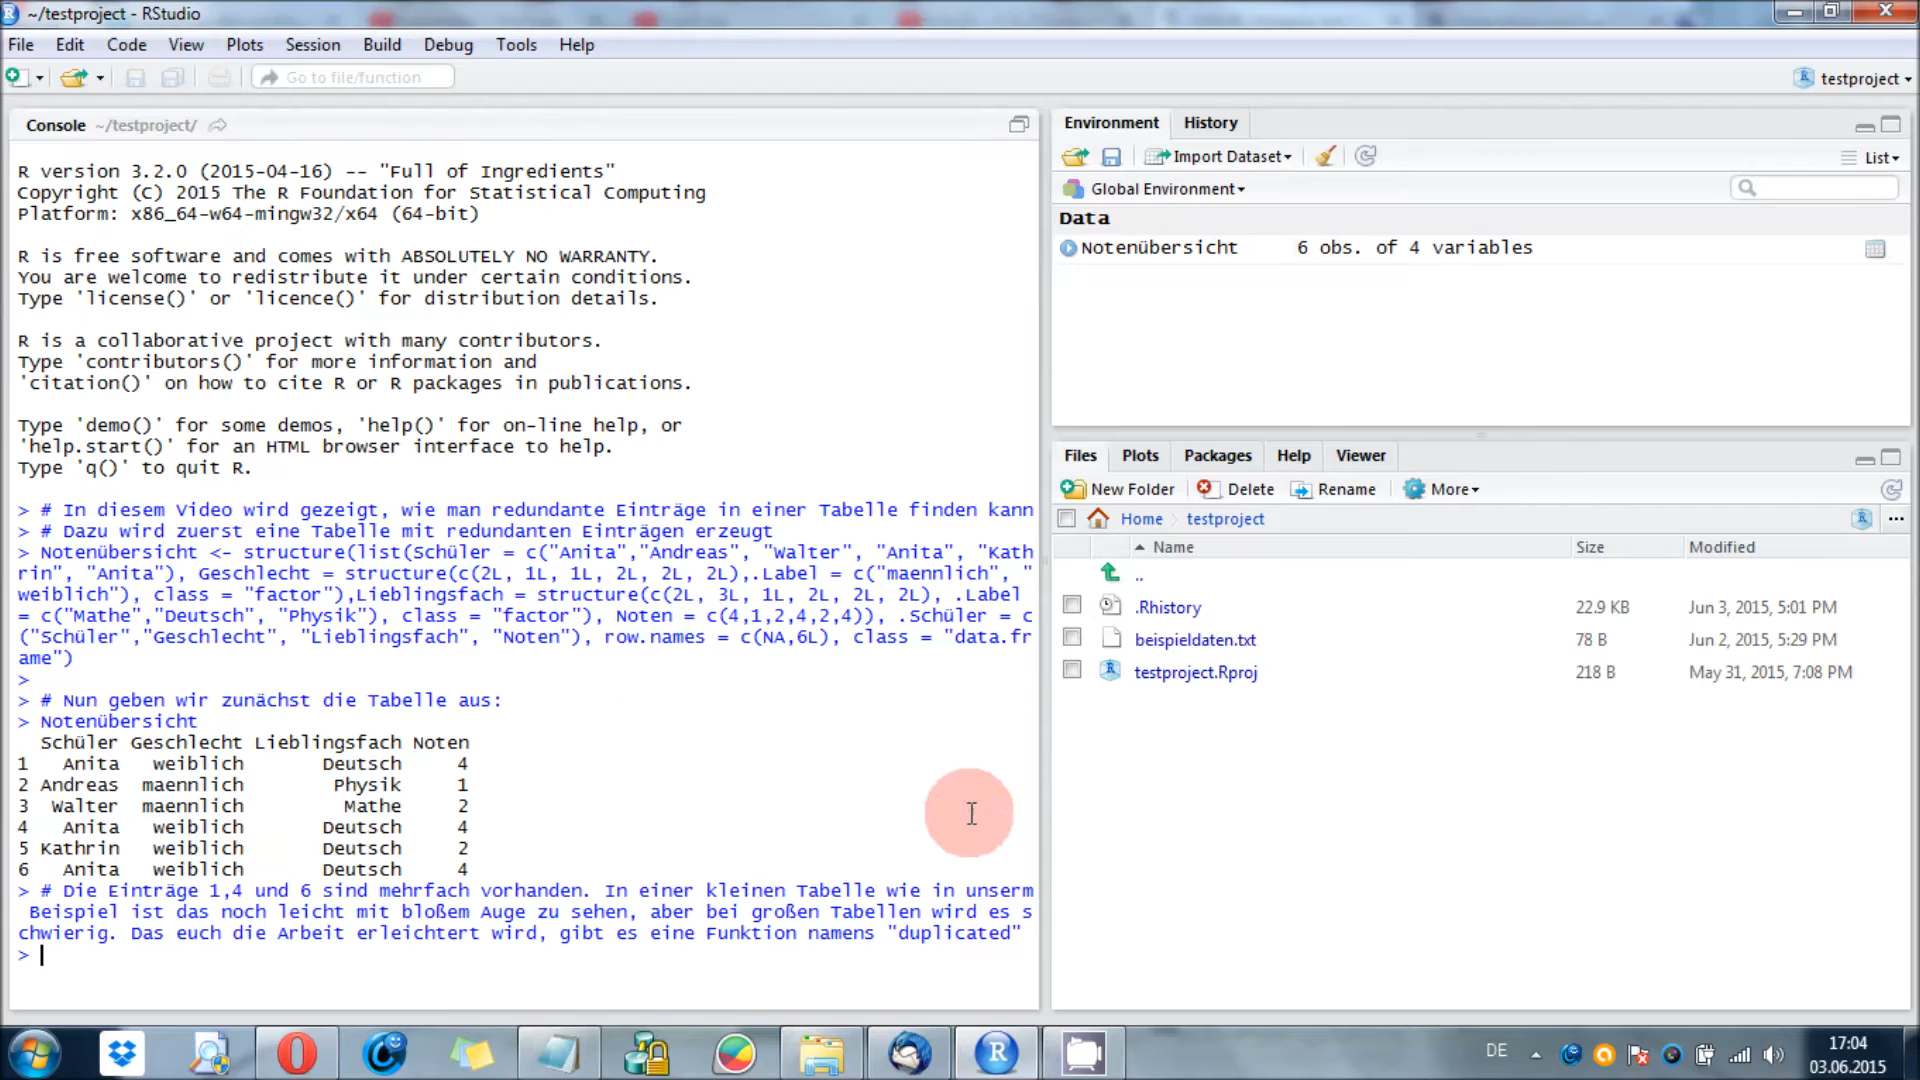 ~/testproject - RStudio
File Edit Code View Plots Session Build Debug Tools Help
Go to file/function
testproject
Console ~/testproject/
R version 3.2.0 (2015-04-16) -- "Full of Ingredients"
Copyright (C) 2015 The R Foundation for Statistical Computing
Platform: x86_64-w64-mingw32/x64 (64-bit)
R is free software and comes with ABSOLUTELY NO WARRANTY.
You are welcome to redistribute it under certain conditions.
Type 'license()' or 'licence()' for distribution details.
R is a collaborative project with many contributors.
Type 'contributors()' for more information and
'citation()' on how to cite R or R packages in publications.
Type 'demo()' for some demos, 'help()' for on-line help, or
'help.start()' for an HTML browser interface to help.
Type 'q()' to quit R.
> # In diesem Video wird gezeigt, wie man redundante Einträge in einer Tabelle finden kann
> # Dazu wird zuerst eine Tabelle mit redundanten Einträgen erzeugt
> Notenübersicht <- structure(list(Schüler = c("Anita","Andreas", "Walter", "Anita", "Kath
rin", "Anita"), Geschlecht = structure(c(2L, 1L, 1L, 2L, 2L, 2L),.Label = c("maennlich", "
weiblich"), class = "factor"),Lieblingsfach = structure(c(2L, 3L, 1L, 2L, 2L, 2L), .Label
= c("Mathe","Deutsch", "Physik"), class = "factor"), Noten = c(4,1,2,4,2,4)), .Schüler = c
("Schüler","Geschlecht", "Lieblingsfach", "Noten"), row.names = c(NA,6L), class = "data.fr
ame")
>
> # Nun geben wir zunächst die Tabelle aus:
> Notenübersicht
Schüler Geschlecht Lieblingsfach Noten
1 Anita weiblich Deutsch 4
2 Andreas maennlich Physik 1
3 Walter maennlich Mathe 2
4 Anita weiblich Deutsch 4
5 Kathrin weiblich Deutsch 2
6 Anita weiblich Deutsch 4
> # Die Einträge 1,4 und 6 sind mehrfach vorhanden. In einer kleinen Tabelle wie in unserm
Beispiel ist das noch leicht mit bloßem Auge zu sehen, aber bei großen Tabellen wird es s
chwierig. Das euch die Arbeit erleichtert wird, gibt es eine Funktion namens "duplicated"
>
Environment History
Import Dataset
List
Global Environment
Data
Notenübersicht 6 obs. of 4 variables
Files Plots Packages Help Viewer
New Folder Delete Rename More
Home testproject
Name Size Modified
..
.Rhistory 22.9 KB Jun 3, 2015, 5:01 PM
beispieldaten.txt 78 B Jun 2, 2015, 5:29 PM
testproject.Rproj 218 B May 31, 2015, 7:08 PM
DE
17:04
03.06.2015